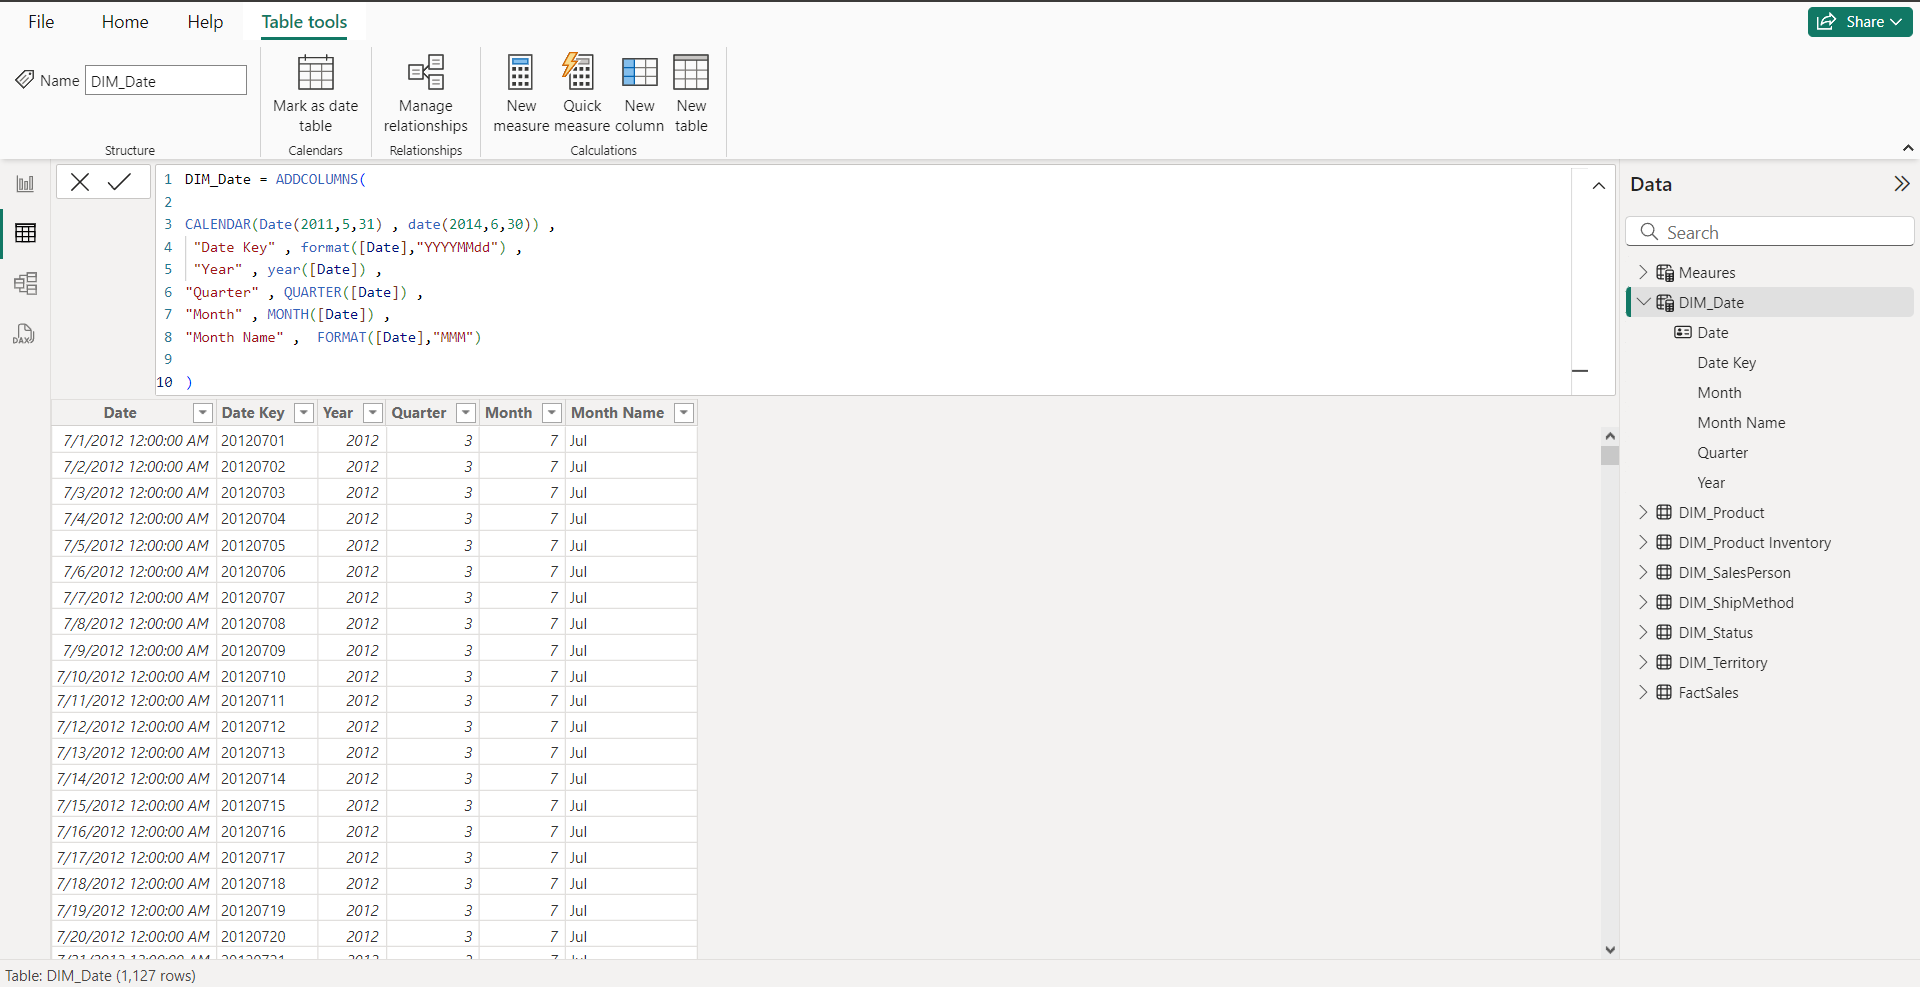 File Home Help Table tools
Share
Name DIM_Date
Mark as date table
Manage relationships
New measure
Quick measure
New column
New table
Structure Calendars Relationships Calculations
1 DIM_Date = ADDCOLUMNS(
2
3 CALENDAR(Date(2011,5,31) , date(2014,6,30)) ,
4 "Date Key" , format([Date],"YYYYMMdd") ,
5 "Year" , year([Date]) ,
6 "Quarter" , QUARTER([Date]) ,
7 "Month" , MONTH([Date]) ,
8 "Month Name" , FORMAT([Date],"MMM")
9
10 )
DAX
Date Date Key Year Quarter Month Month Name
7/1/2012 12:00:00 AM 20120701 2012 3 7 Jul
7/2/2012 12:00:00 AM 20120702 2012 3 7 Jul
7/3/2012 12:00:00 AM 20120703 2012 3 7 Jul
7/4/2012 12:00:00 AM 20120704 2012 3 7 Jul
7/5/2012 12:00:00 AM 20120705 2012 3 7 Jul
7/6/2012 12:00:00 AM 20120706 2012 3 7 Jul
7/7/2012 12:00:00 AM 20120707 2012 3 7 Jul
7/8/2012 12:00:00 AM 20120708 2012 3 7 Jul
7/9/2012 12:00:00 AM 20120709 2012 3 7 Jul
7/10/2012 12:00:00 AM 20120710 2012 3 7 Jul
7/11/2012 12:00:00 AM 20120711 2012 3 7 Jul
7/12/2012 12:00:00 AM 20120712 2012 3 7 Jul
7/13/2012 12:00:00 AM 20120713 2012 3 7 Jul
7/14/2012 12:00:00 AM 20120714 2012 3 7 Jul
7/15/2012 12:00:00 AM 20120715 2012 3 7 Jul
7/16/2012 12:00:00 AM 20120716 2012 3 7 Jul
7/17/2012 12:00:00 AM 20120717 2012 3 7 Jul
7/18/2012 12:00:00 AM 20120718 2012 3 7 Jul
7/19/2012 12:00:00 AM 20120719 2012 3 7 Jul
7/20/2012 12:00:00 AM 20120720 2012 3 7 Jul
7/21/2012 12:00:00 AM 20120721 2012 3 7 Jul
Table: DIM_Date (1,127 rows)
Data
Search
Meaures
DIM_Date
Date
Date Key
Month
Month Name
Quarter
Year
DIM_Product
DIM_Product Inventory
DIM_SalesPerson
DIM_ShipMethod
DIM_Status
DIM_Territory
FactSales